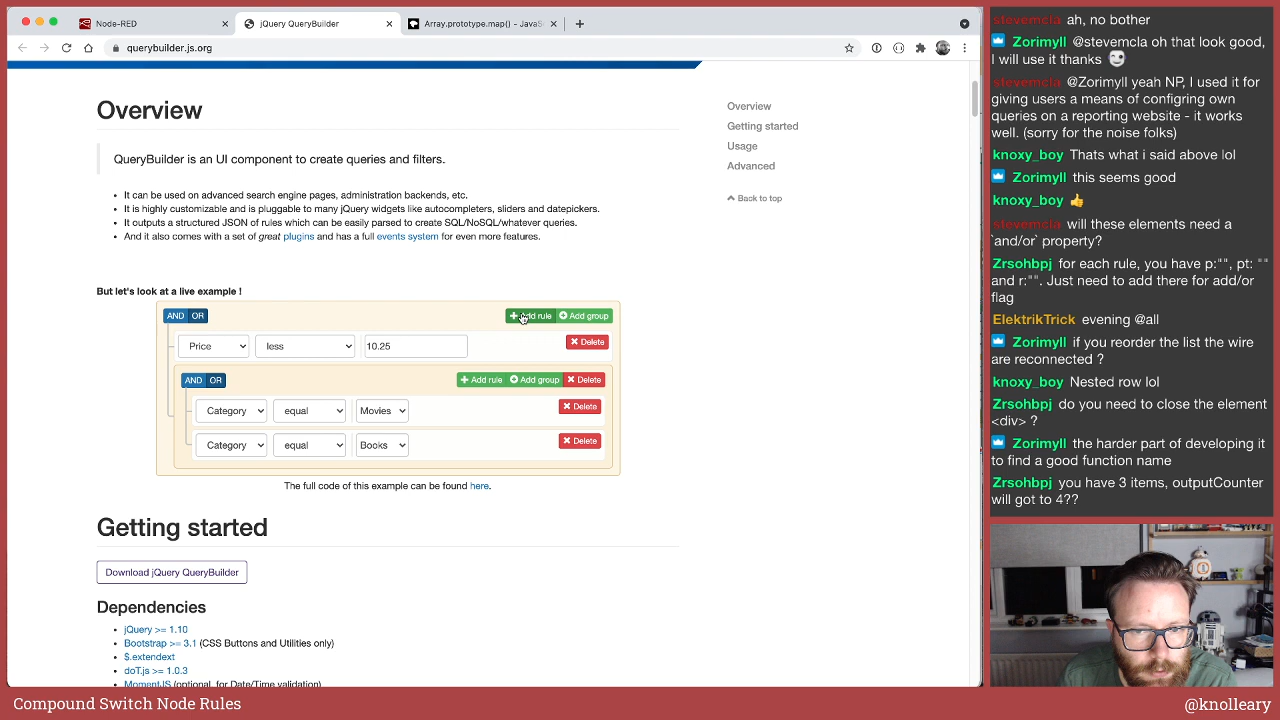 Node-RED
jQuery QueryBuilder
Array.prototype.map() - JavaS
querybuilder.js.org
Overview
QueryBuilder is an UI component to create queries and filters.
It can be used on advanced search engine pages, administration backends, etc.
It is highly customizable and is pluggable to many jQuery widgets like autocompleters, sliders and datepickers.
It outputs a structured JSON of rules which can be easily parsed to create SQL/NoSQL/whatever queries.
And it also comes with a set of great plugins and has a full events system for even more features.
But let's look at a live example !
AND OR
Add rule Add group
Price less 10.25 Delete
AND OR
Add rule Add group Delete
Category equal Movies Delete
Category equal Books Delete
The full code of this example can be found here.
Getting started
Download jQuery QueryBuilder
Dependencies
jQuery >= 1.10
Bootstrap >= 3.1 (CSS Buttons and Utilities only)
$.extendext
doT.js >= 1.0.3
MomentJS (optional, for Date/Time validation)
Overview
Getting started
Usage
Advanced
Back to top
stevemcla ah, no bother
Zorimyll @stevemcla oh that look good,
I will use it thanks
stevemcla @Zorimyll yeah NP, I used it for
giving users a means of configring own
queries on a reporting website - it works
well. (sorry for the noise folks)
knoxy_boy Thats what i said above lol
Zorimyll this seems good
knoxy_boy 👍
stevemcla will these elements need a
`and/or` property?
Zrsohbpj for each rule, you have p:"", pt: ""
and r:"". Just need to add there for add/or
flag
ElektrikTrick evening @all
Zorimyll if you reorder the list the wire
are reconnected ?
knoxy_boy Nested row lol
Zrsohbpj do you need to close the element
<div> ?
Zorimyll the harder part of developing it
to find a good function name
Zrsohbpj you have 3 items, outputCounter
will got to 4??
Compound Switch Node Rules
@knolleary